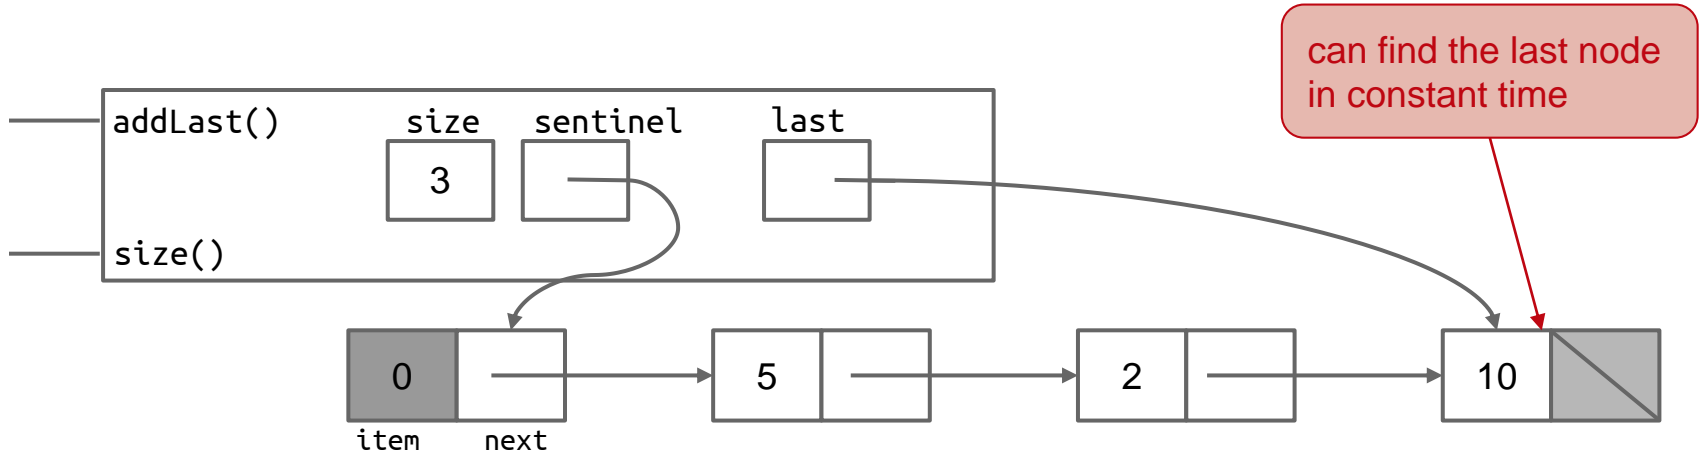 can find the last node
in constant time
addLast()
size
sentinel
last
3
size()
0
5
2
10
item
next